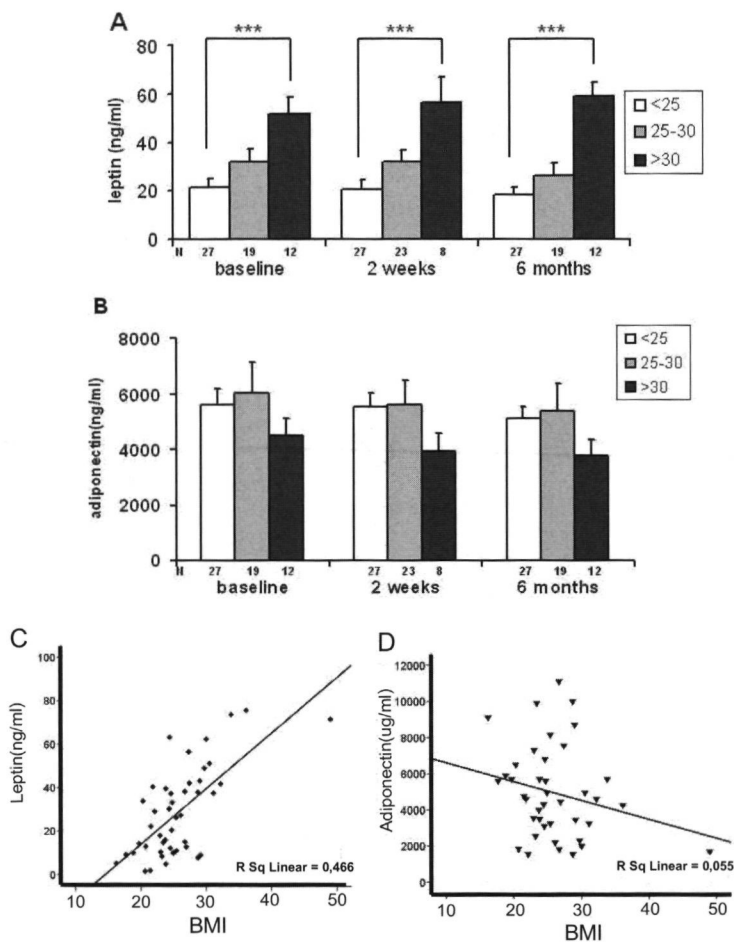 A
leptin (ng/ml)
80
60
40
20
0
*** *** ***
<25
25-30
>30
N 27 19 12 27 23 8 27 19 12
baseline 2 weeks 6 months
B
adiponectin(ng/ml)
8000
6000
4000
2000
0
<25
25-30
>30
N 27 19 12 27 23 8 27 19 12
baseline 2 weeks 6 months
C
Leptin(ng/ml)
100
80
60
40
20
0
R Sq Linear = 0,466
10 20 30 40 50
BMI
D
Adiponectin(ug/ml)
12000
10000
8000
6000
4000
2000
0
R Sq Linear = 0,055
10 20 30 40 50
BMI